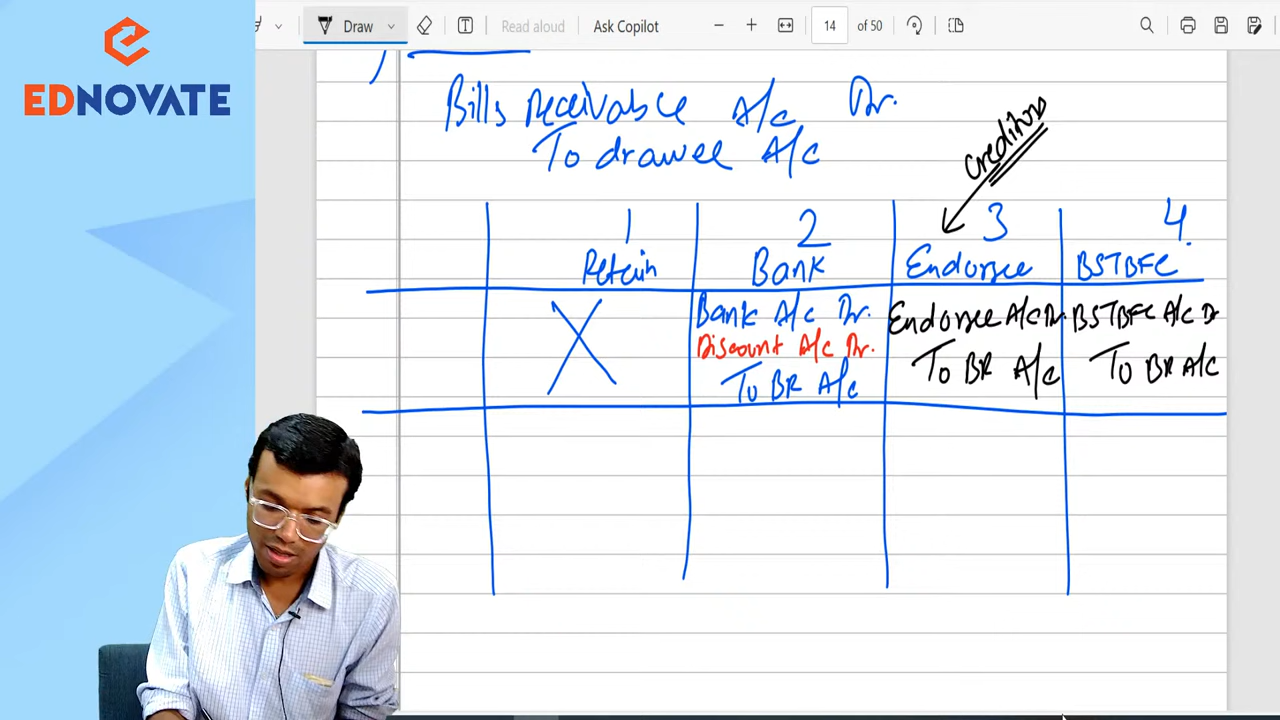 Draw
Read aloud
Ask Copilot
14
of 50
EDNOVATE
Bills Receivable A/c Dr.
To drawee A/c
Creditors
1
2
3
4.
Retain
Bank
Endorsee
BSTBFC
Bank A/c Dr.
Discount A/c Dr.
To BR A/c
Endorsee A/c Dr.
To BR A/c
BSTBFC A/c Dr
To BR A/c